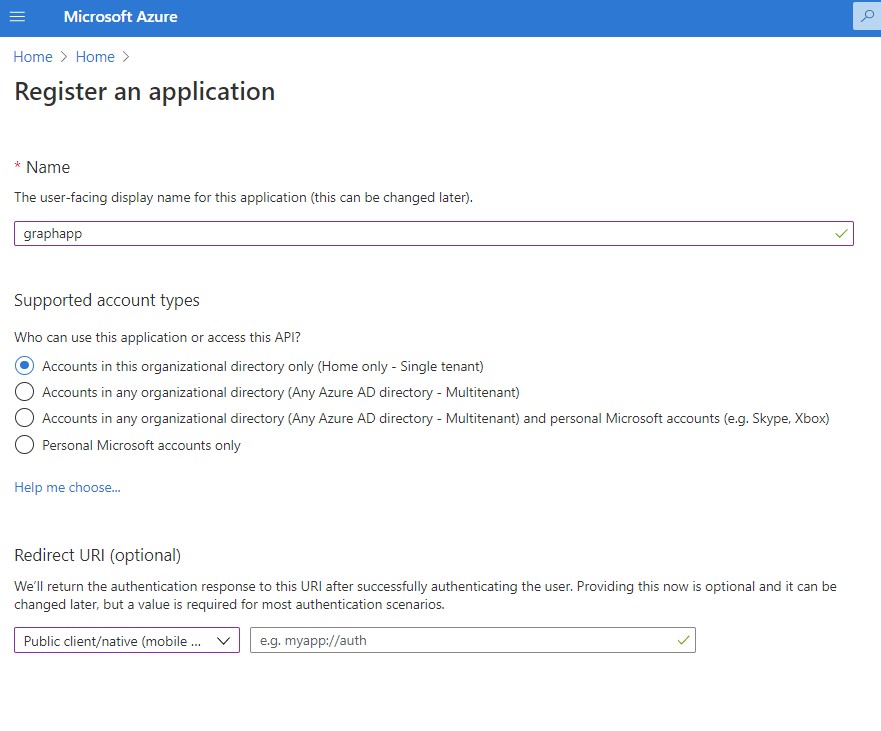 Microsoft Azure
Home > Home >
Register an application
* Name
The user-facing display name for this application (this can be changed later).
graphapp
Supported account types
Who can use this application or access this API?
Accounts in this organizational directory only (Home only - Single tenant)
Accounts in any organizational directory (Any Azure AD directory - Multitenant)
Accounts in any organizational directory (Any Azure AD directory - Multitenant) and personal Microsoft accounts (e.g. Skype, Xbox)
Personal Microsoft accounts only
Help me choose...
Redirect URI (optional)
We'll return the authentication response to this URI after successfully authenticating the user. Providing this now is optional and it can be
changed later, but a value is required for most authentication scenarios.
Public client/native (mobile ... e.g. myapp://auth